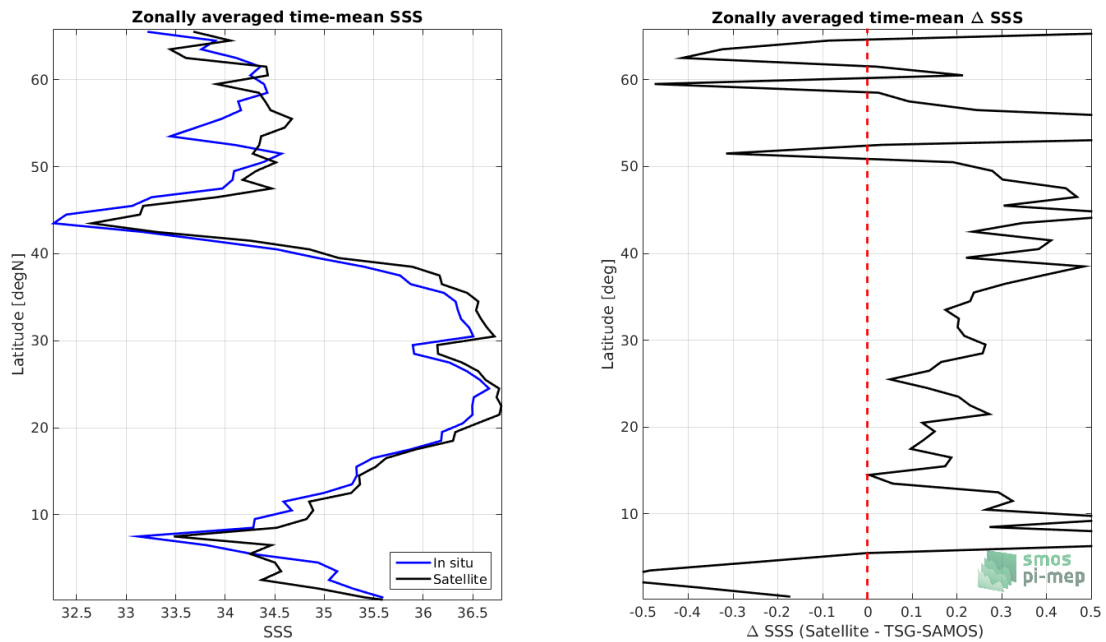 Zonally averaged time-mean SSS
60
50
40
30
20
10
Latitude [degN]
32.5 33 33.5 34 34.5 35 35.5 36 36.5
SSS
In situ
Satellite
Zonally averaged time-mean Δ SSS
60
50
40
30
20
10
Latitude [deg]
-0.5 -0.4 -0.3 -0.2 -0.1 0 0.1 0.2 0.3 0.4 0.5
Δ SSS (Satellite - TSG-SAMOS)
smos
pi-mep